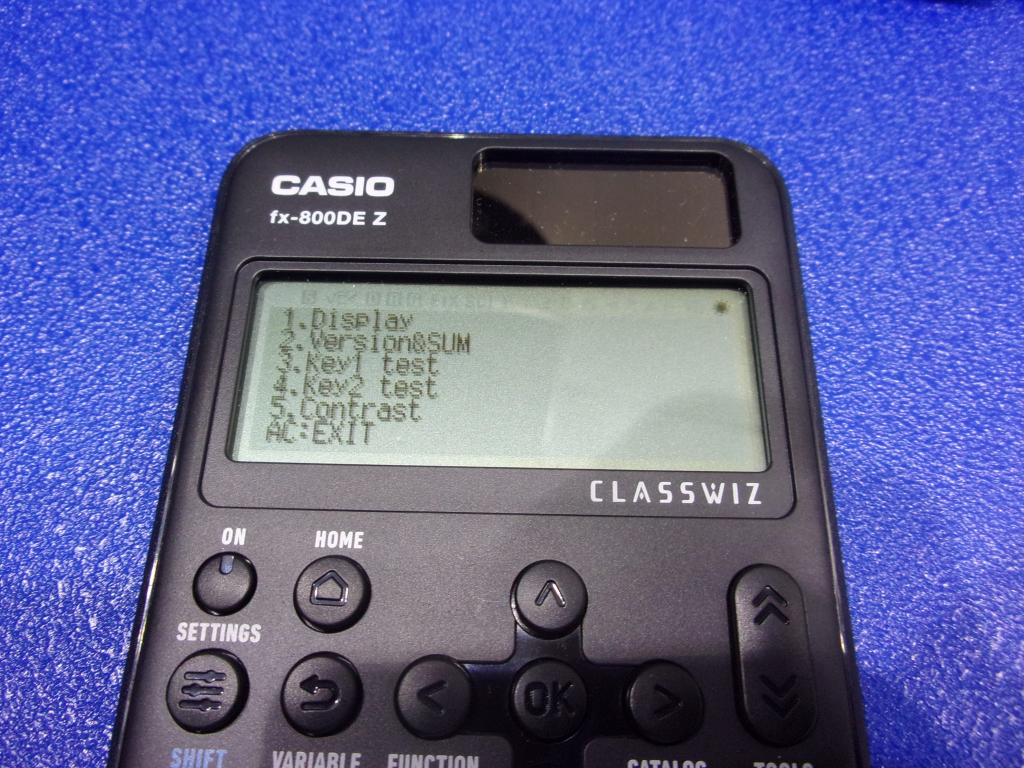 CASIO
fx-800DE Z
1.Display
2.Version&SUM
3.Key1 test
4.Key2 test
5.Contrast
AC:EXIT
CLASSWIZ
ON
HOME
SETTINGS
OK
SHIFT
VARIABLE
FUNCTION
CATALOG
TOOLS